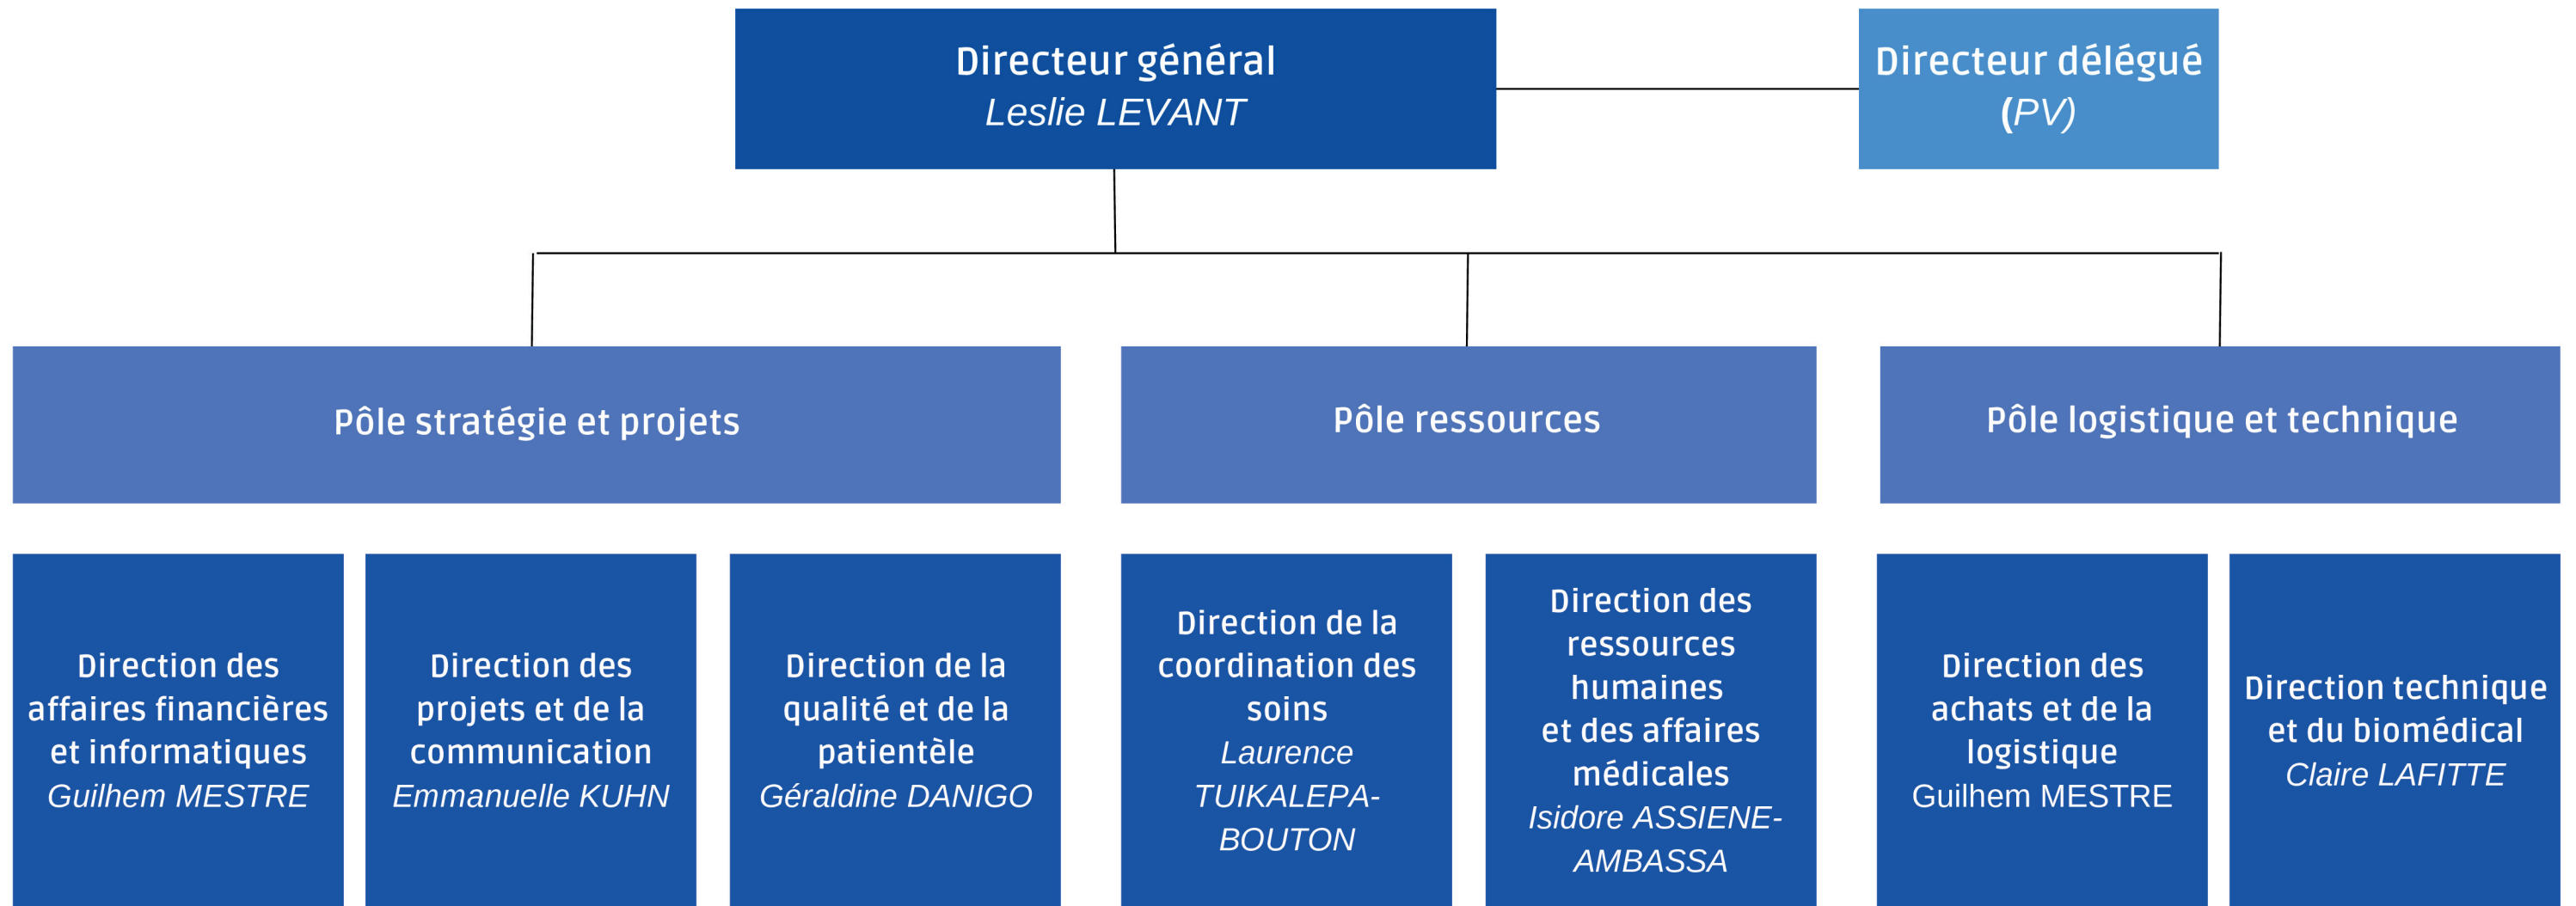 Directeur général
Leslie LEVANT
Directeur délégué
(PV)
Pôle stratégie et projets
Pôle ressources
Pôle logistique et technique
Direction des
affaires financières
et informatiques
Guilhem MESTRE
Direction des
projets et de la
communication
Emmanuelle KUHN
Direction de la
qualité et de la
patientèle
Géraldine DANIGO
Direction de la
coordination des
soins
Laurence
TUIKALEPA-
BOUTON
Direction des
ressources
humaines
et des affaires
médicales
Isidore ASSIENE-
AMBASSA
Direction des
achats et de la
logistique
Guilhem MESTRE
Direction technique
et du biomédical
Claire LAFITTE